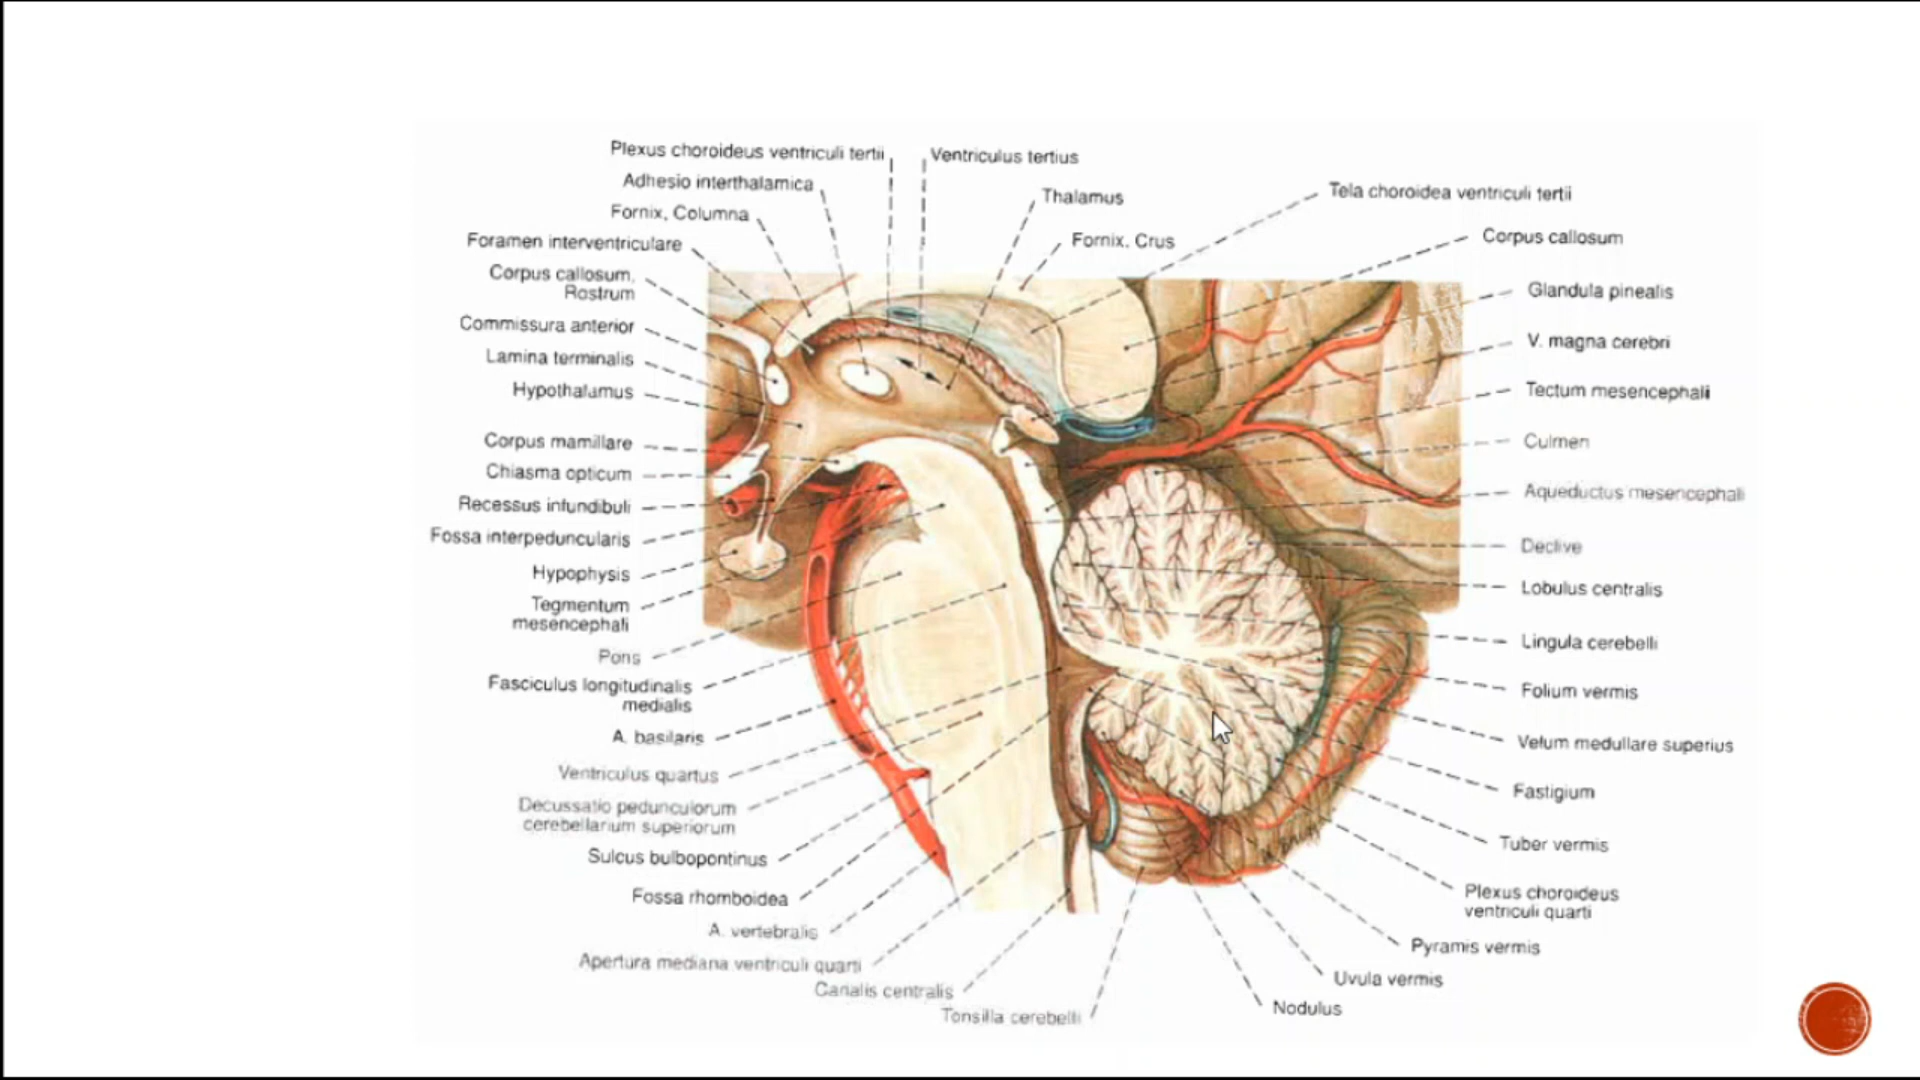 Plexus choroideus ventriculi tertii
Adhesio interthalamica
Fornix, Columna
Foramen interventriculare
Corpus callosum,
Rostrum
Commissura anterior
Lamina terminalis
Hypothalamus
Corpus mamillare
Chiasma opticum
Recessus infundibuli
Fossa interpeduncularis
Hypophysis
Tegmentum
mesencephali
Pons
Fasciculus longitudinalis
medialis
A. basilaris
Ventriculus quartus
Decussatio pedunculorum
cerebellarium superiorum
Sulcus bulbopontinus
Fossa rhomboidea
A. vertebralis
Apertura mediana ventriculi quarti
Canalis centralis
Tonsilla cerebelli
Ventriculus tertius
Thalamus
Fornix, Crus
Tela choroidea ventriculi tertii
Corpus callosum
Glandula pinealis
V. magna cerebri
Tectum mesencephali
Culmen
Aqueductus mesencephali
Declive
Lobulus centralis
Lingula cerebelli
Folium vermis
Velum medullare superius
Fastigium
Tuber vermis
Plexus choroideus
ventriculi quarti
Pyramis vermis
Uvula vermis
Nodulus